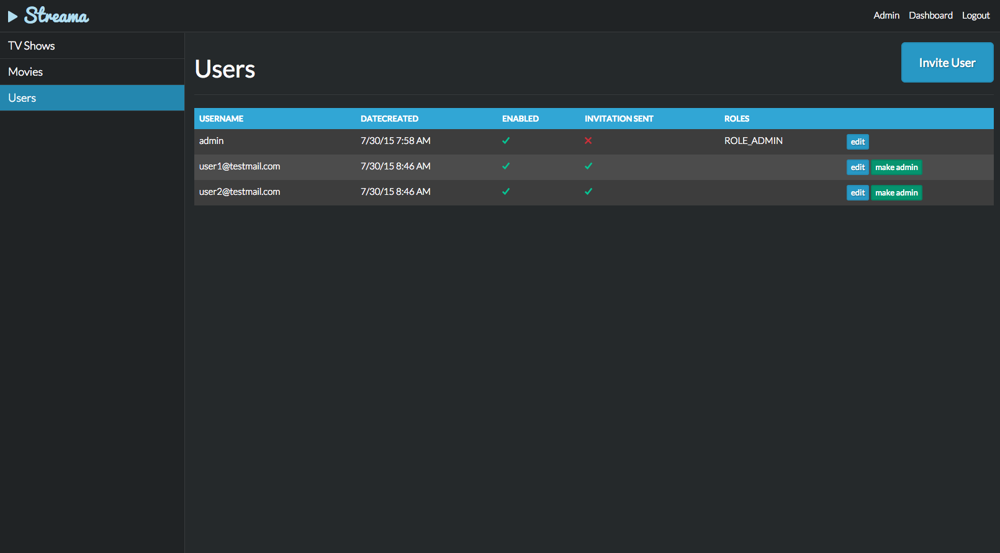 Streama
Admin Dashboard Logout
TV Shows
Movies
Users
Users
Invite User
USERNAME DATECREATED ENABLED INVITATION SENT ROLES
admin 7/30/15 7:58 AM ROLE_ADMIN edit
user1@testmail.com 7/30/15 8:46 AM edit make admin
user2@testmail.com 7/30/15 8:46 AM edit make admin